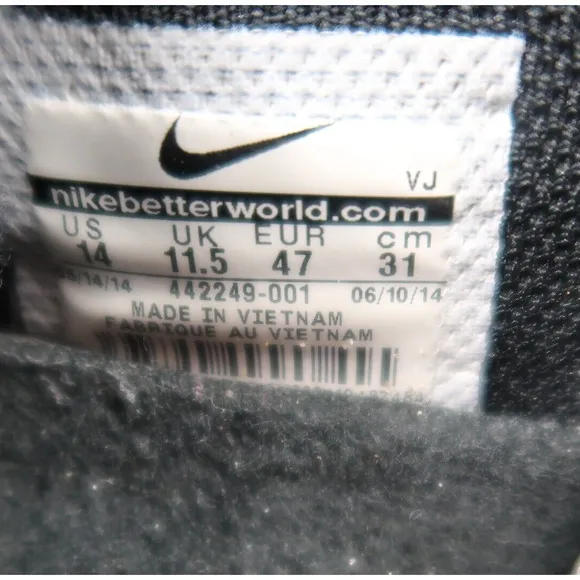 VJ
nikebetterworld.com
US UK EUR cm
14 11.5 47 31
442249-001 06/10/14
MADE IN VIETNAM
FABRIQUE AU VIETNAM